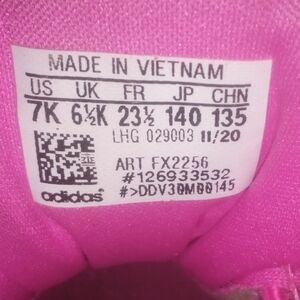 MADE IN VIETNAM
US UK FR JP CHN
7K 6½K 23½ 140 135
LHG 029003 11/20
ART FX2256
#126933532
adidas #>DDV30M00145